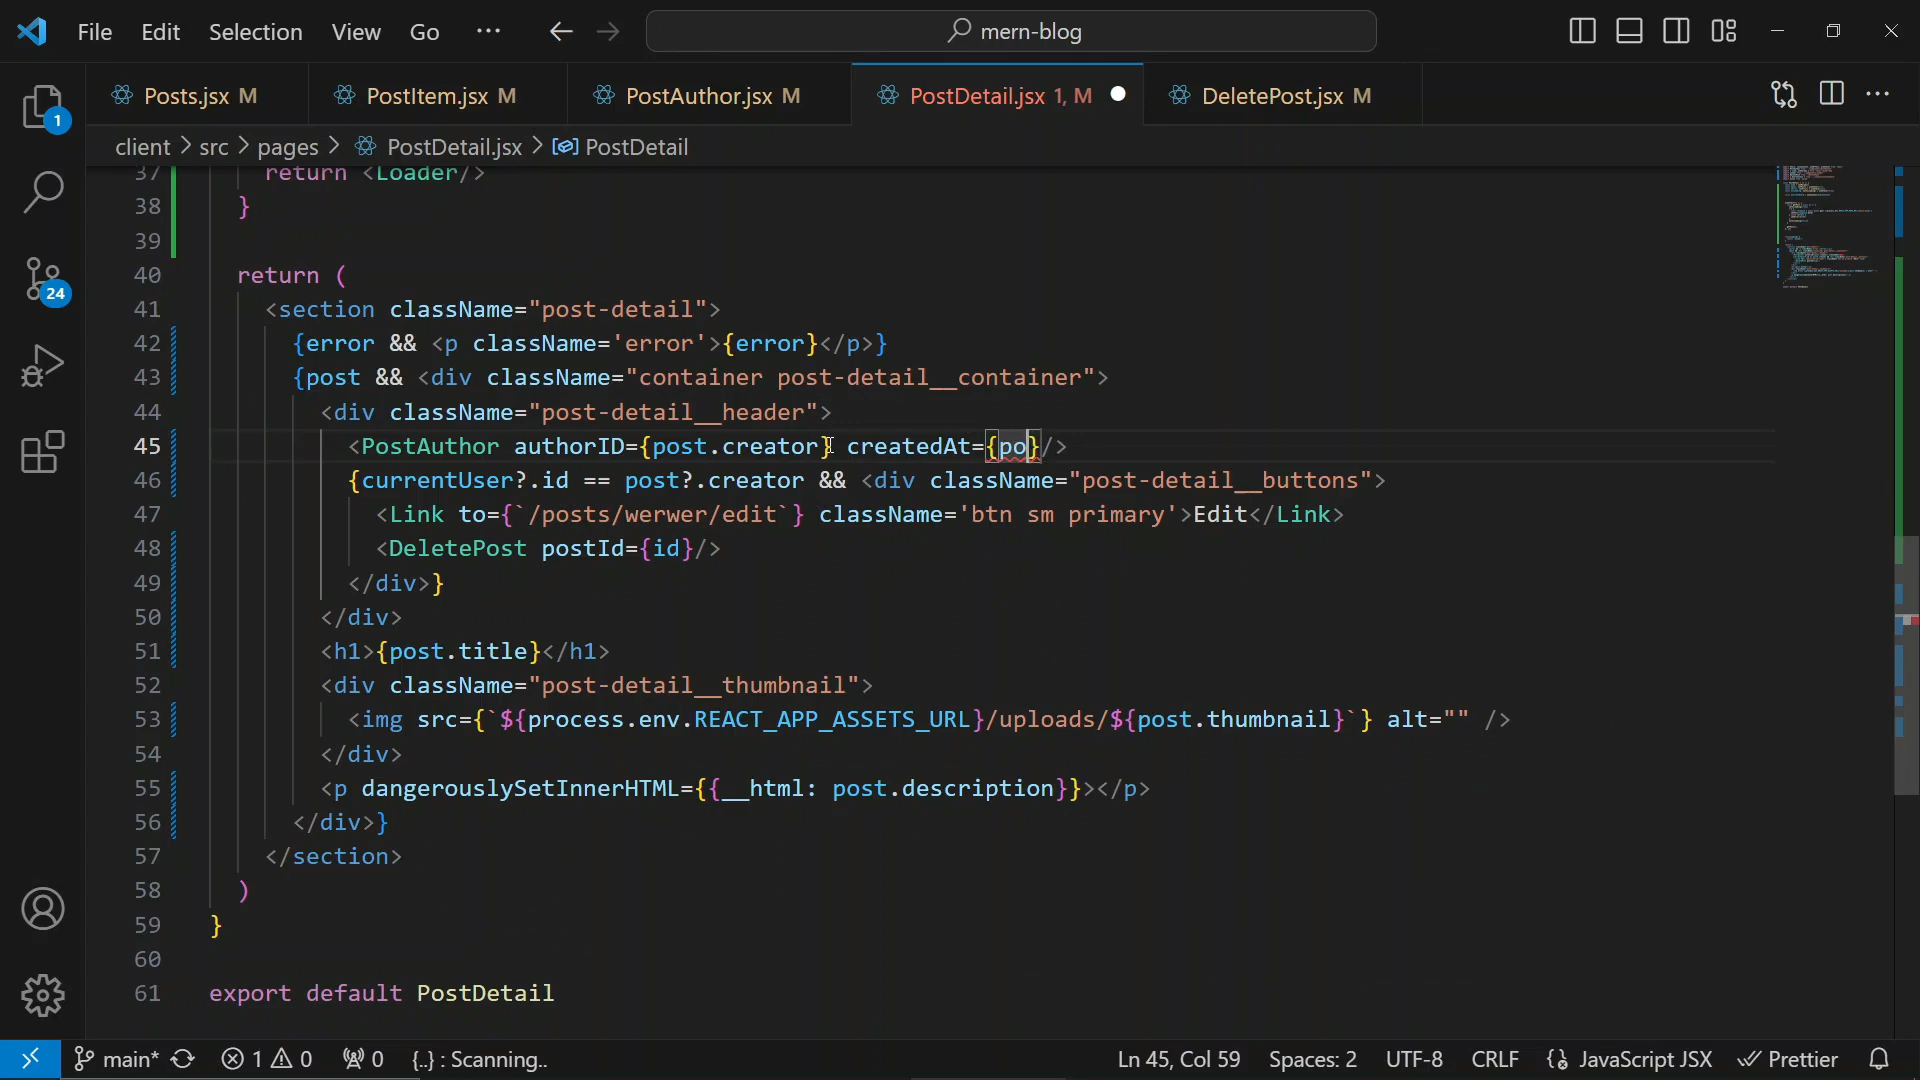 File Edit Selection View Go ··· mern-blog
Posts.jsx M PostItem.jsx M PostAuthor.jsx M PostDetail.jsx 1, M DeletePost.jsx M
client > src > pages > PostDetail.jsx > PostDetail
1
24
37 return <Loader/>
38 }
39
40 return (
41 <section className="post-detail">
42 {error && <p className='error'>{error}</p>}
43 {post && <div className="container post-detail__container">
44 <div className="post-detail__header">
45 <PostAuthor authorID={post.creator} createdAt={po}/>
46 {currentUser?.id == post?.creator && <div className="post-detail__buttons">
47 <Link to={`/posts/werwer/edit`} className='btn sm primary'>Edit</Link>
48 <DeletePost postId={id}/>
49 </div>}
50 </div>
51 <h1>{post.title}</h1>
52 <div className="post-detail__thumbnail">
53 <img src={`${process.env.REACT_APP_ASSETS_URL}/uploads/${post.thumbnail}`} alt="" />
54 </div>
55 <p dangerouslySetInnerHTML={{__html: post.description}}></p>
56 </div>}
57 </section>
58 )
59 }
60
61 export default PostDetail
main* 1 0 0 {..} : Scanning.. Ln 45, Col 59 Spaces: 2 UTF-8 CRLF JavaScript JSX Prettier